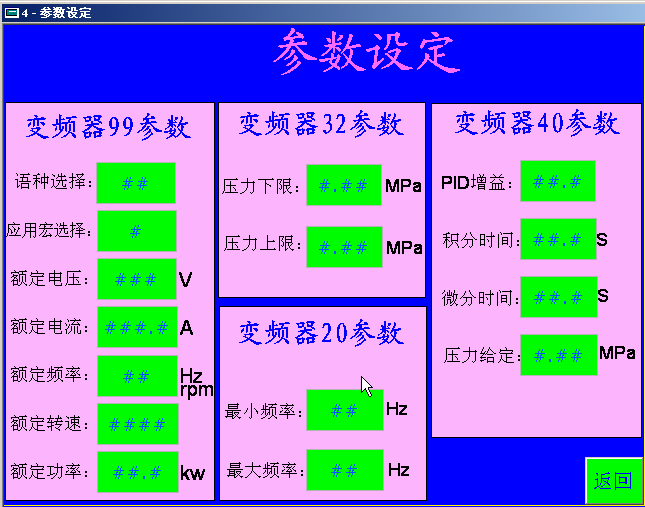 4 - 参数设定
参数设定
变频器99参数
语种选择： ##
应用宏选择： #
额定电压： ### V
额定电流： ###.# A
额定频率： ## Hz
rpm
额定转速： ####
额定功率： ##.# kw
变频器32参数
压力下限： #.## MPa
压力上限： #.## MPa
变频器20参数
最小频率： ## Hz
最大频率： ## Hz
变频器40参数
PID增益： ##.#
积分时间： ##.# S
微分时间： ##.# S
压力给定： #.## MPa
返回